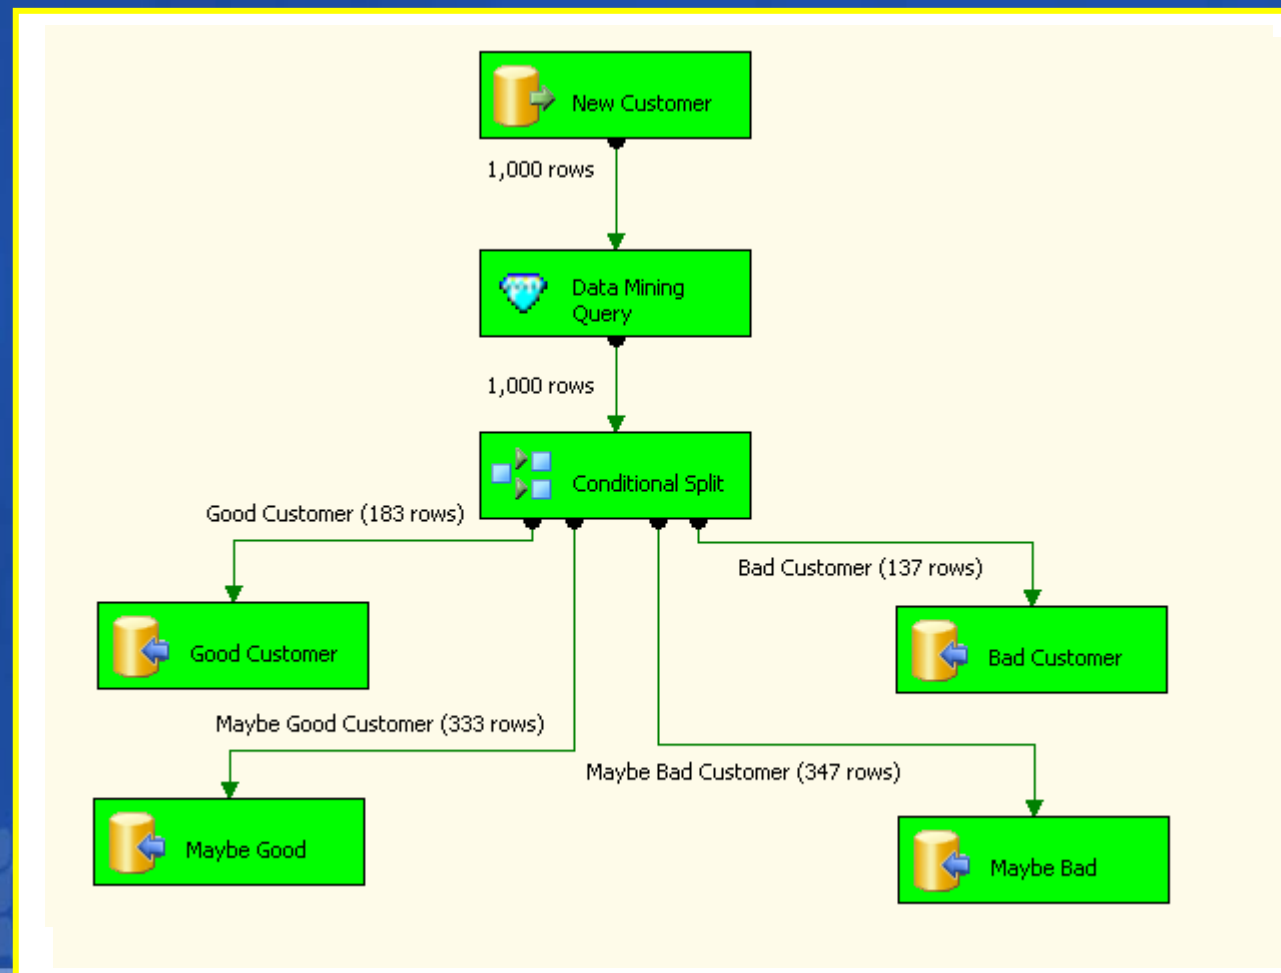 New Customer
1,000 rows
Data Mining
Query
1,000 rows
Conditional Split
Good Customer (183 rows)
Bad Customer (137 rows)
Good Customer
Bad Customer
Maybe Good Customer (333 rows)
Maybe Bad Customer (347 rows)
Maybe Good
Maybe Bad